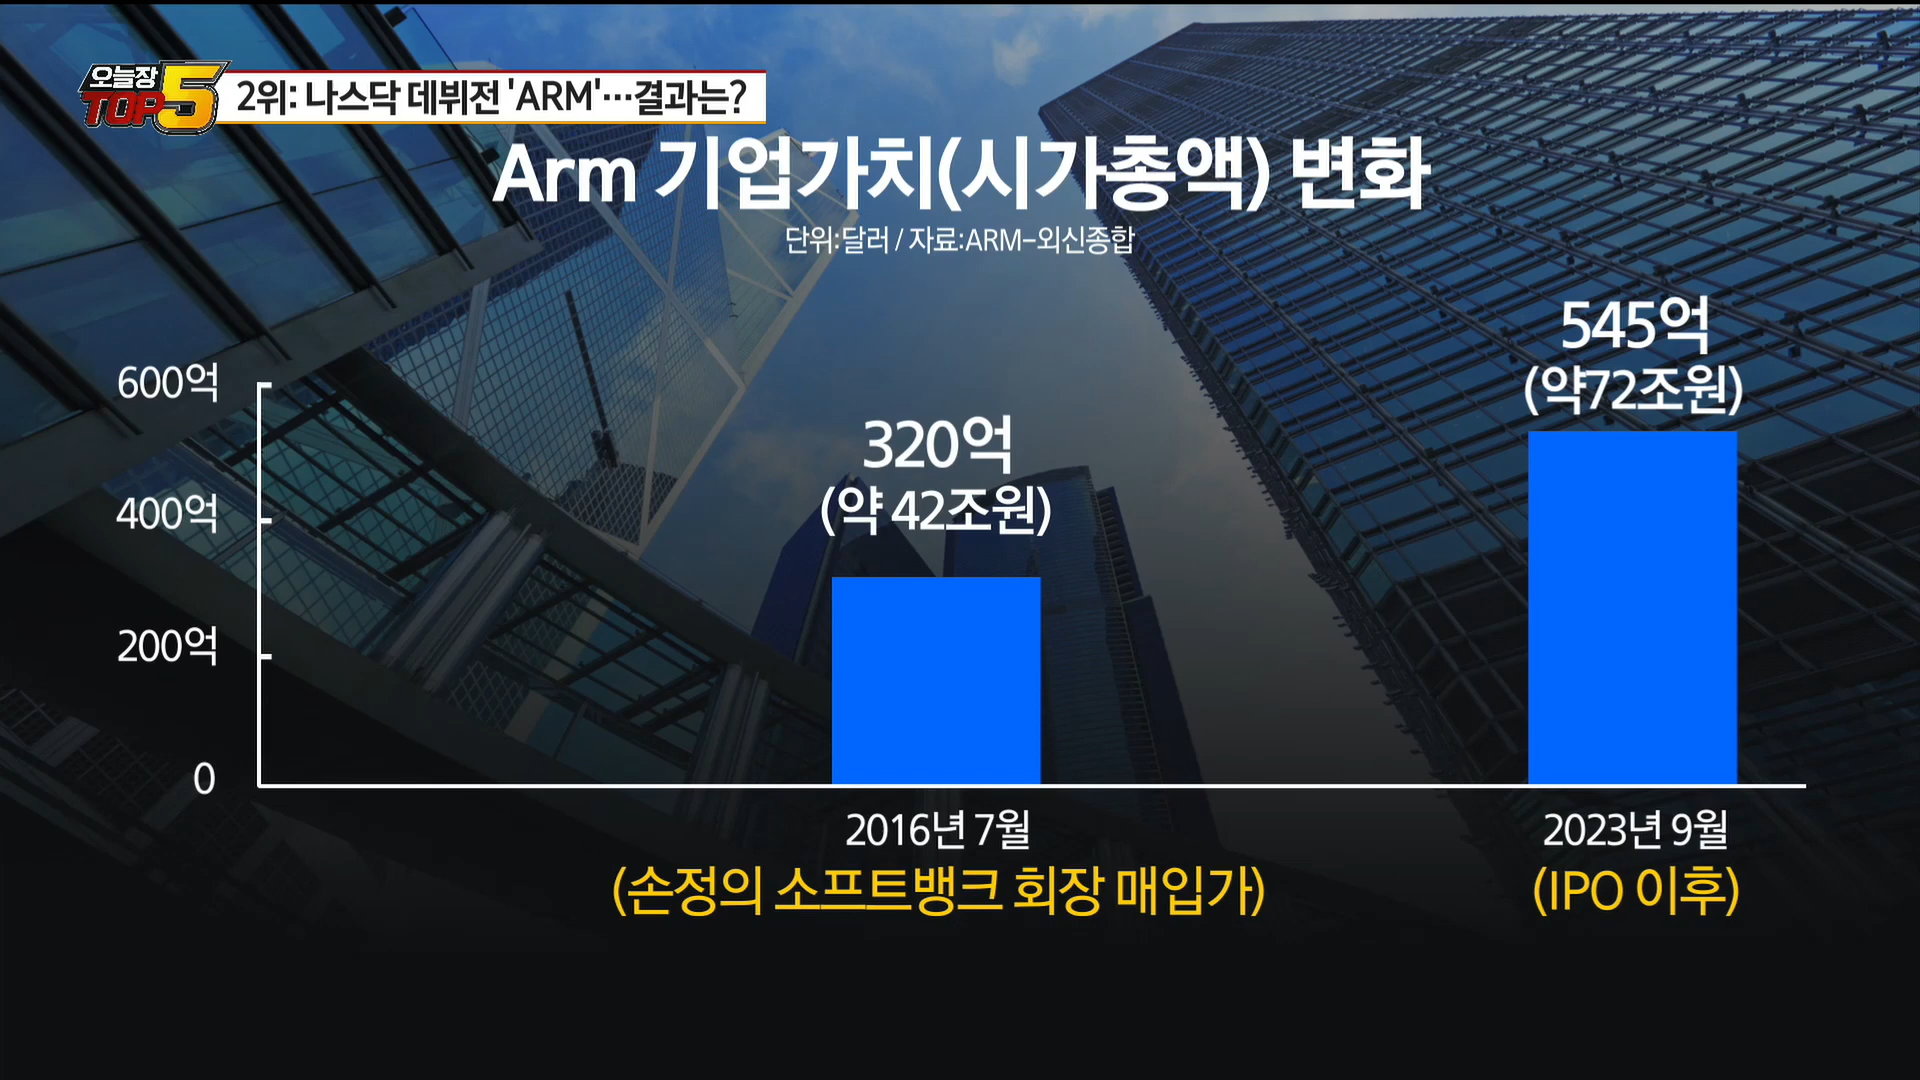 오늘장
TOP5
2위: 나스닥 데뷔전 'ARM'…결과는?
Arm 기업가치(시가총액) 변화
단위:달러 / 자료:ARM-외신종합
600억
400억
200억
0
320억
(약 42조원)
545억
(약72조원)
2016년 7월
(손정의 소프트뱅크 회장 매입가)
2023년 9월
(IPO 이후)